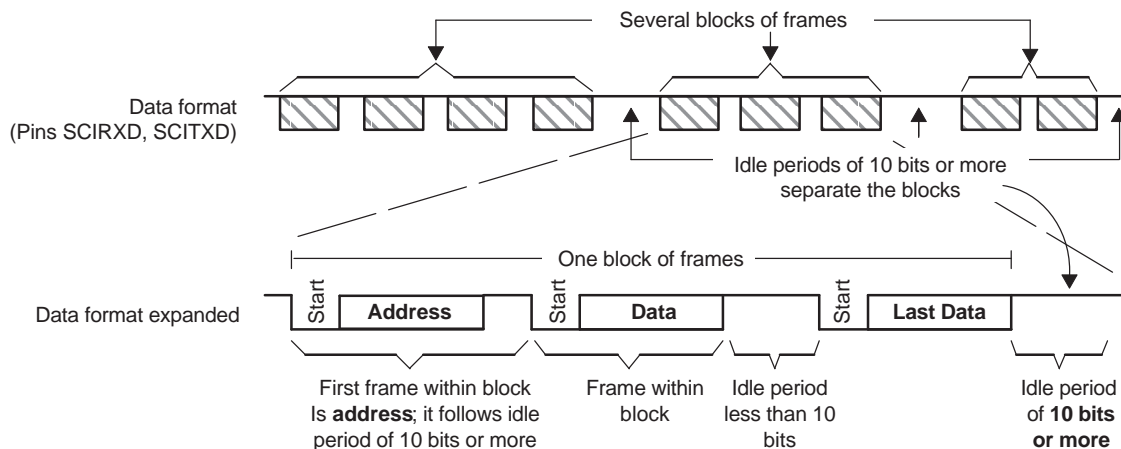 Several blocks of frames
Data format
(Pins SCIRXD, SCITXD)
Idle periods of 10 bits or more
separate the blocks
One block of frames
Data format expanded
Start
Address
Start
Data
Start
Last Data
First frame within block
Is address; it follows idle
period of 10 bits or more
Frame within
block
Idle period
less than 10
bits
Idle period
of 10 bits
or more